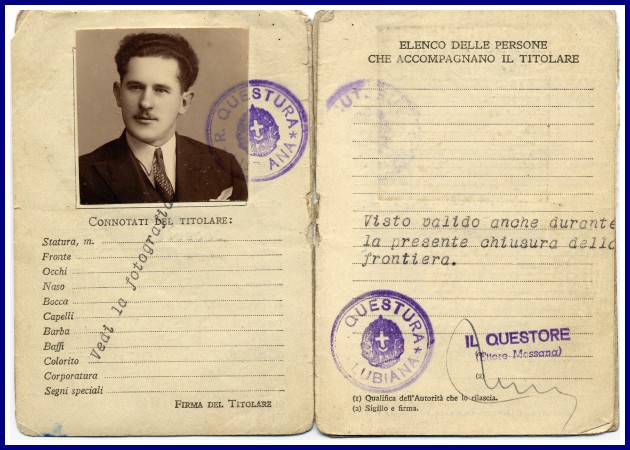 R. QUESTURA
LUBIANA
CONNOTATI DEL TITOLARE:
Statura, m.
Fronte
Occhi
Naso
Bocca
Capelli
Barba
Baffi
Colorito
Corporatura
Segni speciali
Vedi la fotografia
FIRMA DEL TITOLARE
ELENCO DELLE PERSONE
CHE ACCOMPAGNANO IL TITOLARE
Visto valido anche durante
la presente chiusura della
frontiera.
QUESTURA
LUBIANA
IL QUESTORE
(Ettore Messana)
(2)
(1) Qualifica dell'Autorità che lo rilascia.
(2) Sigillo e firma.